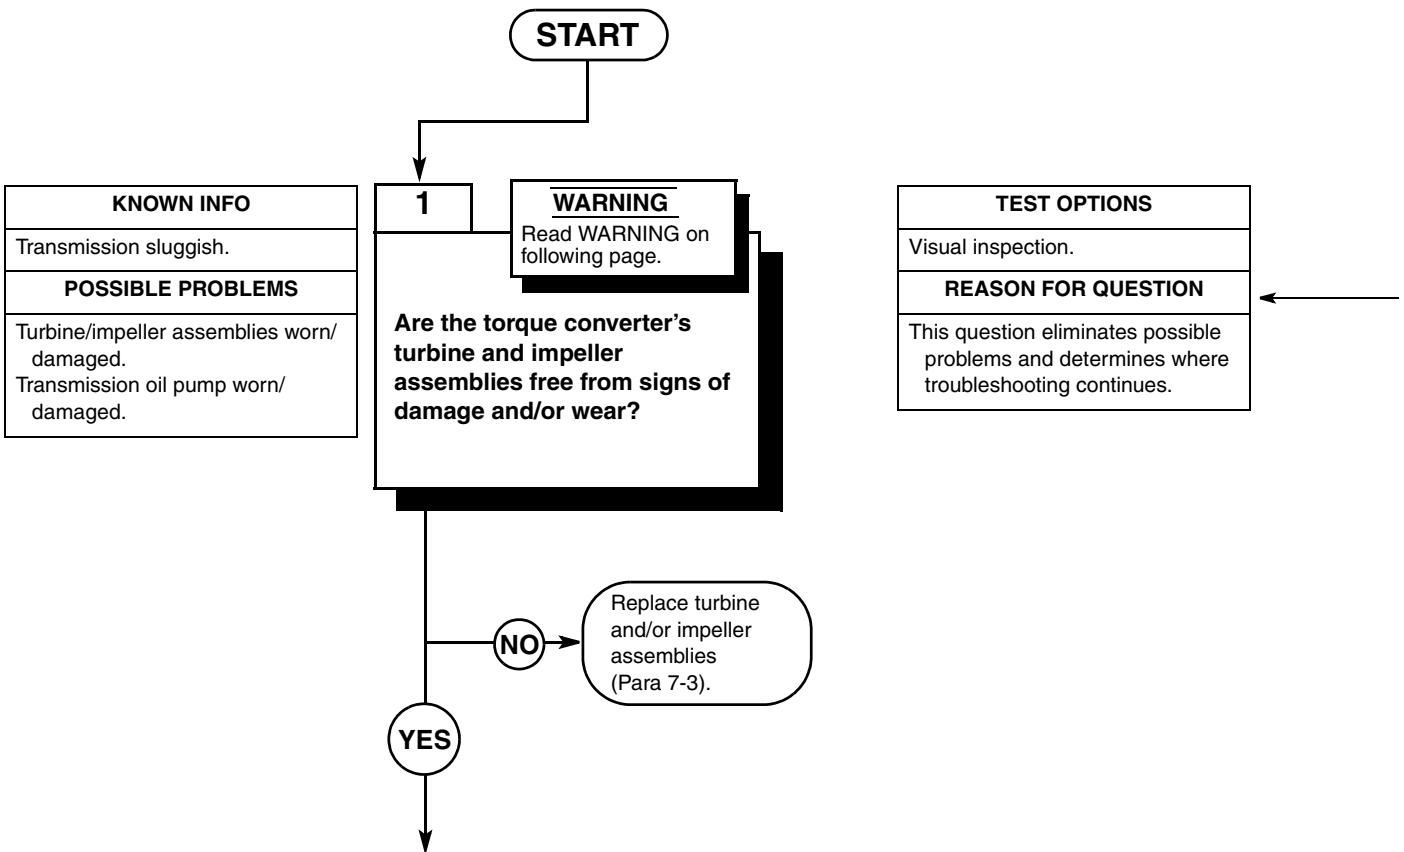 START
KNOWN INFO
Transmission sluggish.
POSSIBLE PROBLEMS
Turbine/impeller assemblies worn/
damaged.
Transmission oil pump worn/
damaged.
1
WARNING
Read WARNING on
following page.
Are the torque converter’s
turbine and impeller
assemblies free from signs of
damage and/or wear?
TEST OPTIONS
Visual inspection.
REASON FOR QUESTION
This question eliminates possible
problems and determines where
troubleshooting continues.
NO
Replace turbine
and/or impeller
assemblies
(Para 7-3).
YES